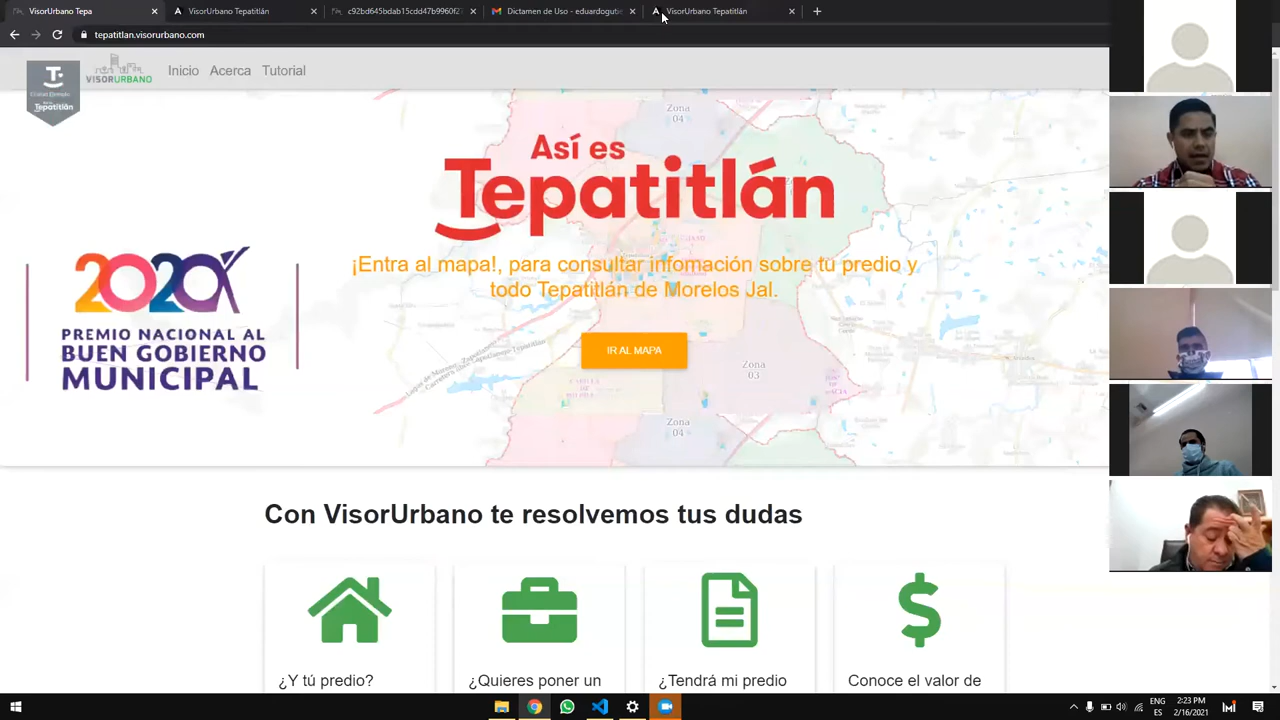 VisorUrbano Tepa
VisorUrbano Tepatitlán
c92bd645bdab15cdd47b9960f2
Dictamen de Uso - eduardogutie
VisorUrbano Tepatitlán
tepatitlan.visorurbano.com
Tepatitlán
VISORURBANO
Inicio
Acerca
Tutorial
Zona
04
Así es
Tepatitlán
¡Entra al mapa!, para consultar infomación sobre tu predio y
todo Tepatitlán de Morelos Jal.
2020
PREMIO NACIONAL AL
BUEN GOBIERNO
MUNICIPAL
IR AL MAPA
Zona
03
Zona
04
Con VisorUrbano te resolvemos tus dudas
¿Y tú predio?
¿Quieres poner un
¿Tendrá mi predio
Conoce el valor de
ENG
ES
2:23 PM
2/16/2021